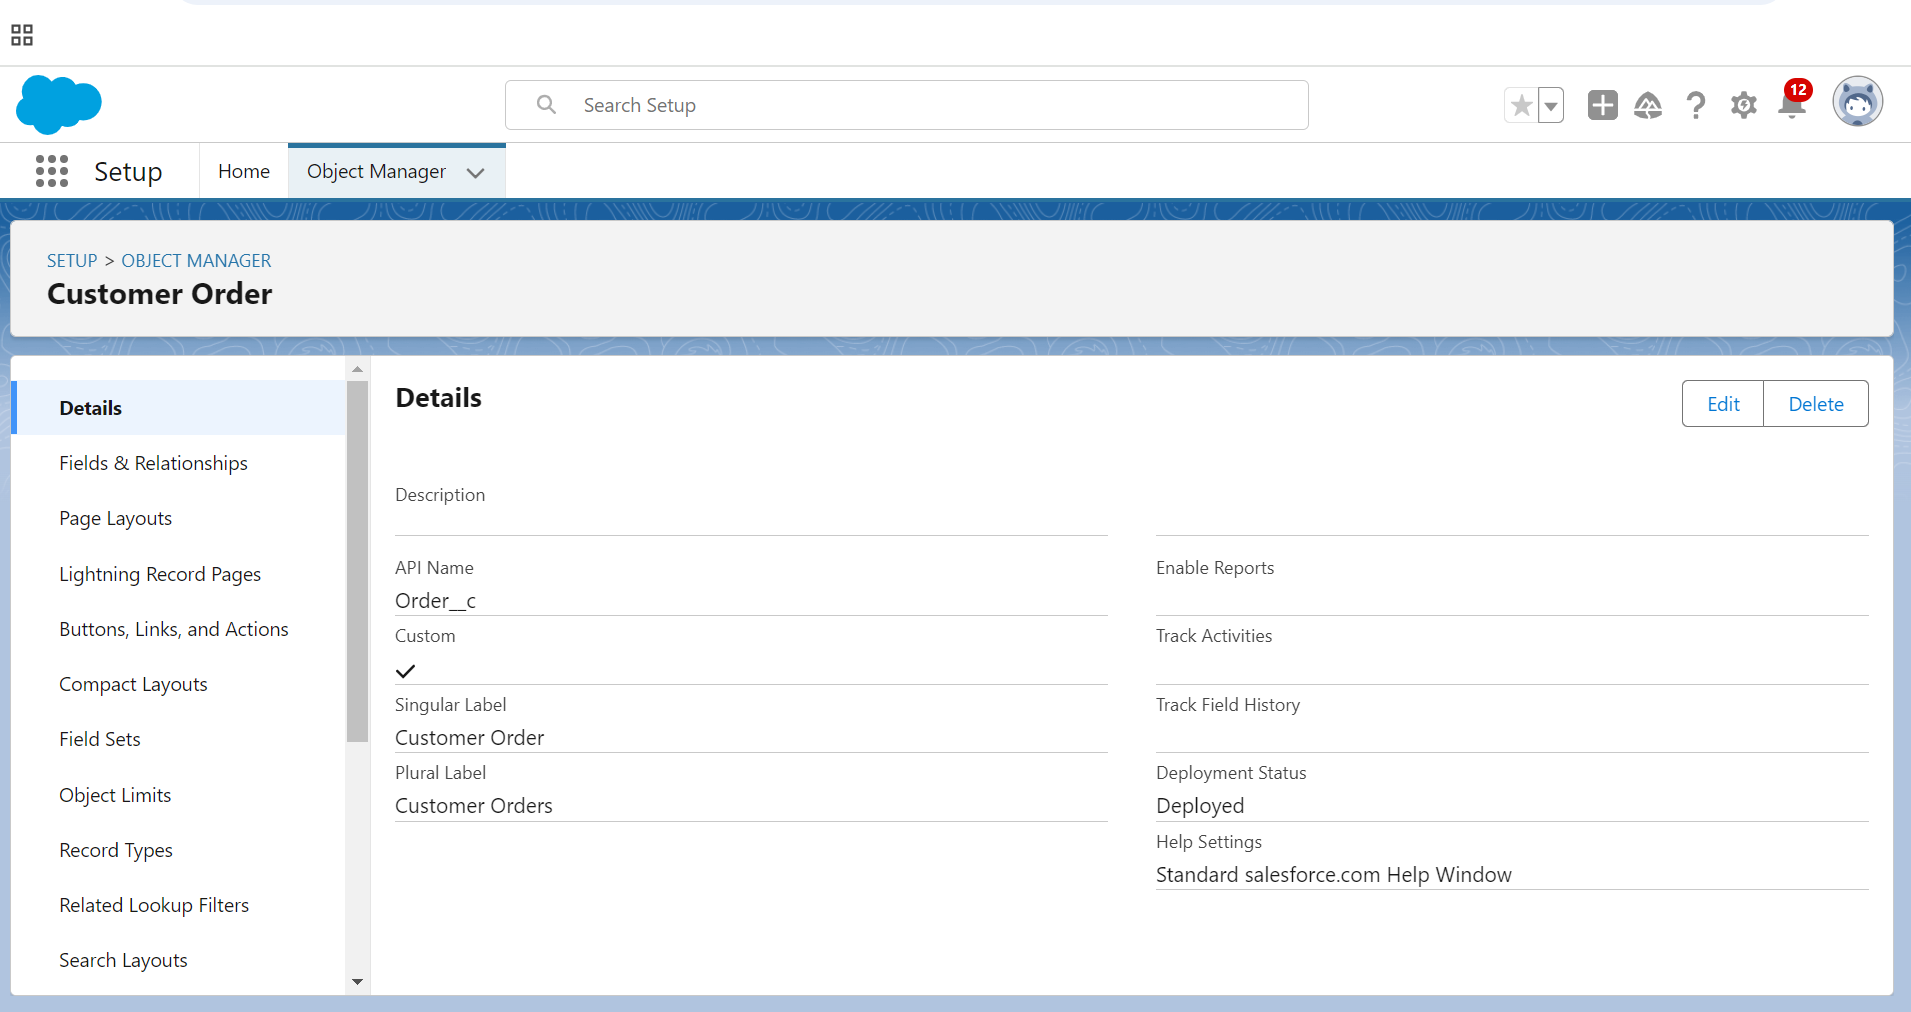 Search Setup
12
Setup
Home
Object Manager
SETUP > OBJECT MANAGER
Customer Order
Details
Fields & Relationships
Page Layouts
Lightning Record Pages
Buttons, Links, and Actions
Compact Layouts
Field Sets
Object Limits
Record Types
Related Lookup Filters
Search Layouts
Details
Edit
Delete
Description
API Name
Order__c
Custom
Singular Label
Customer Order
Plural Label
Customer Orders
Enable Reports
Track Activities
Track Field History
Deployment Status
Deployed
Help Settings
Standard salesforce.com Help Window